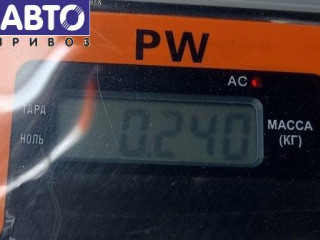 АВТО
ПРИВОЗ
PW
AC
ТАРА
НОЛЬ
0.240
МАССА
(КГ)